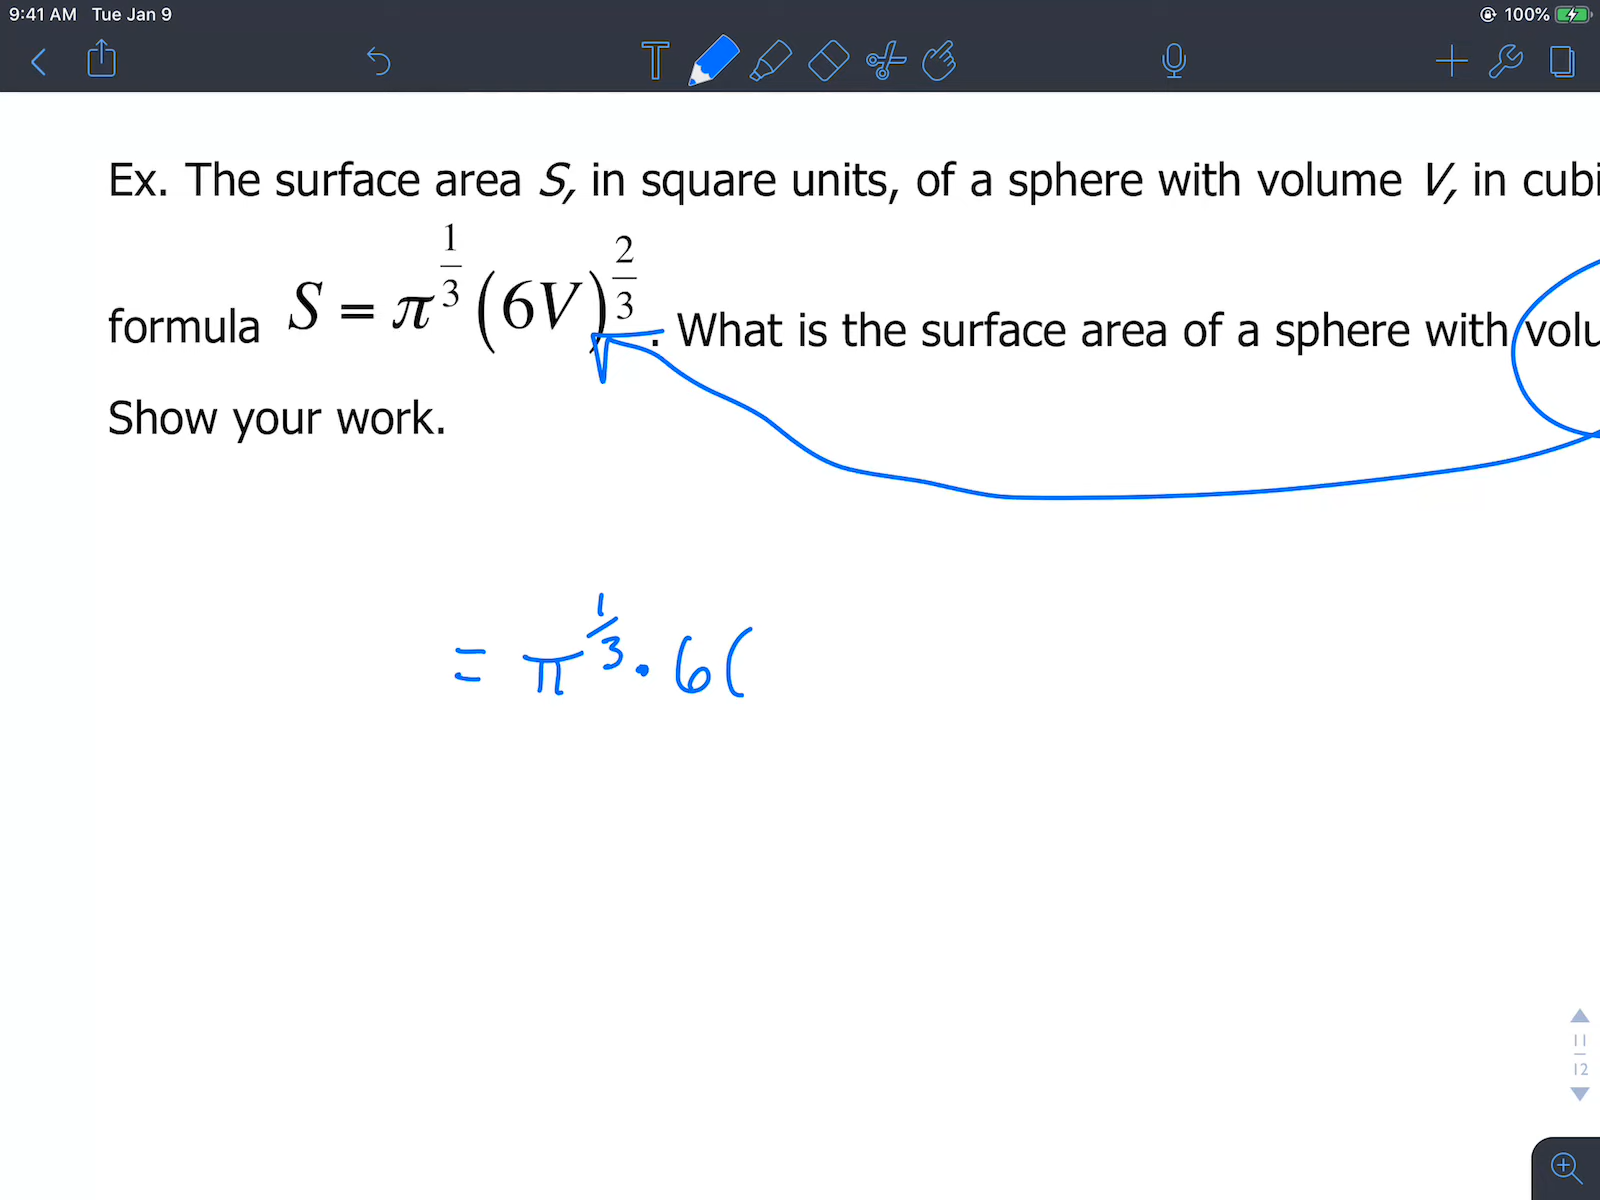 9:41 AM Tue Jan 9 100%
Ex. The surface area S, in square units, of a sphere with volume V, in cubi
formula S = π^(1/3) (6V)^(2/3). What is the surface area of a sphere with volu
Show your work.
= π^(1/3) · 6(
11
12